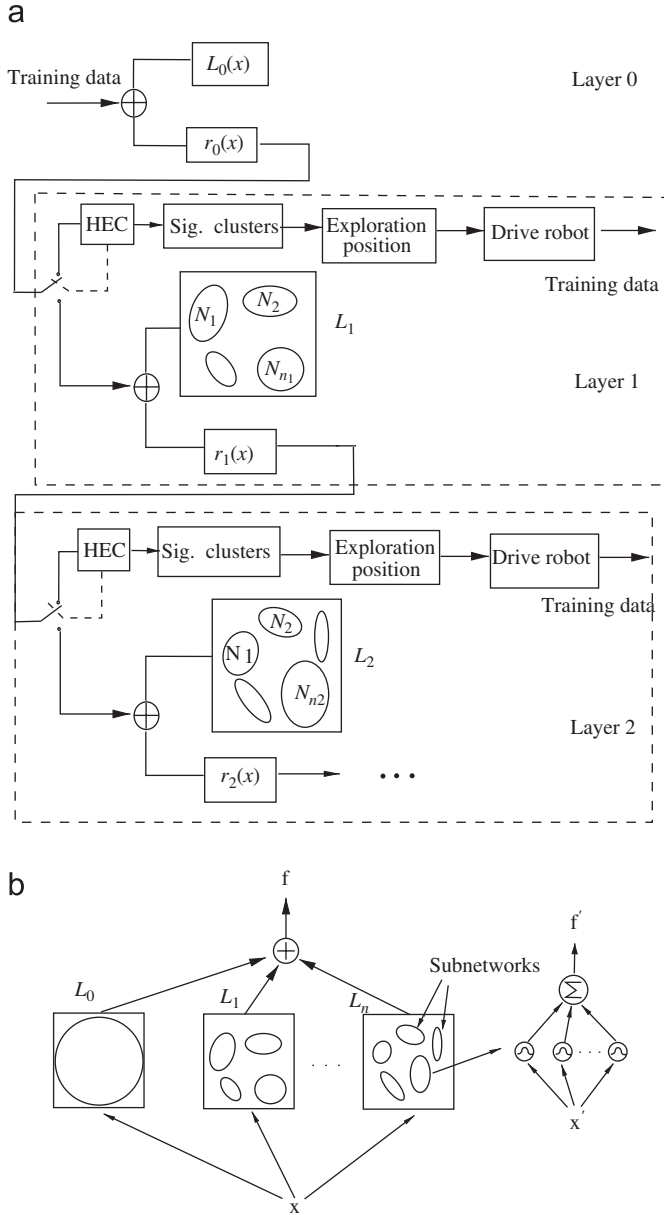 a
Training data
L₀(x)
Layer 0
r₀(x)
HEC
Sig. clusters
Exploration
position
Drive robot
Training data
N₁
N₂
Nₙ₁
L₁
Layer 1
r₁(x)
HEC
Sig. clusters
Exploration
position
Drive robot
Training data
N₂
N1
Nₙ₂
L₂
Layer 2
r₂(x)
...
b
f
f′
Subnetworks
L₀
L₁
Lₙ
Σ
. . .
. . .
x′
x